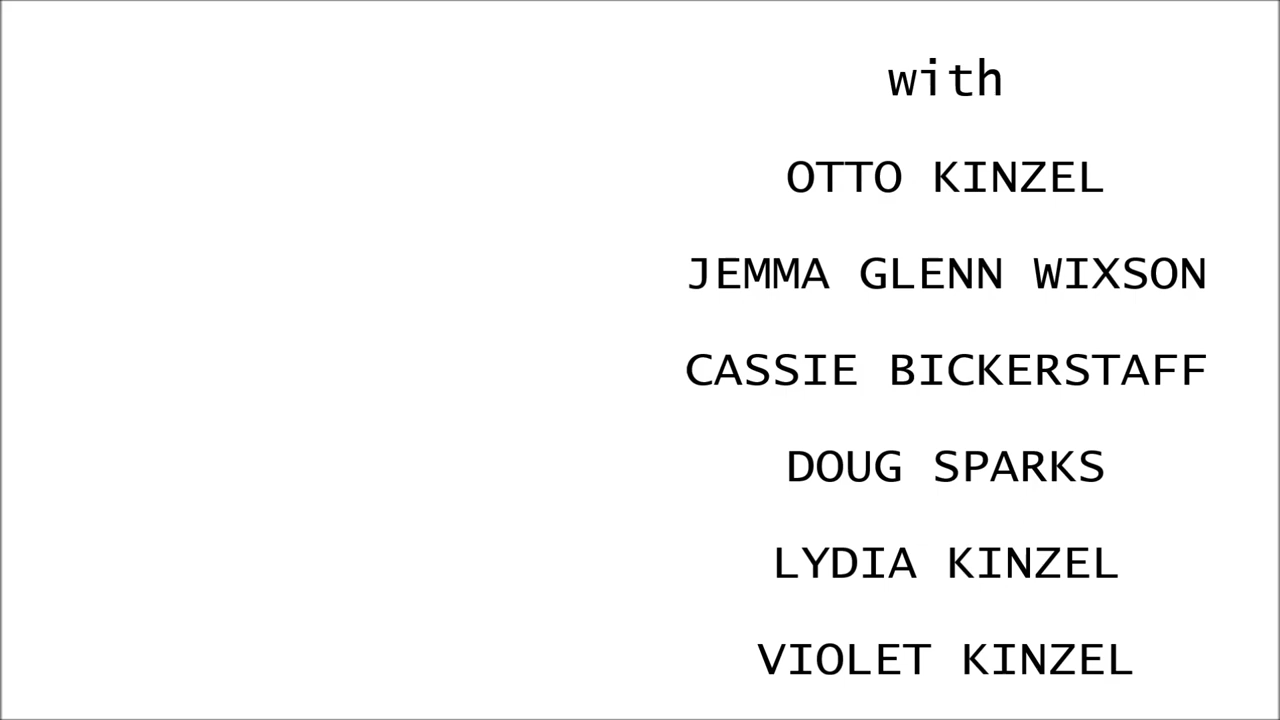 with
OTTO KINZEL
JEMMA GLENN WIXSON
CASSIE BICKERSTAFF
DOUG SPARKS
LYDIA KINZEL
VIOLET KINZEL